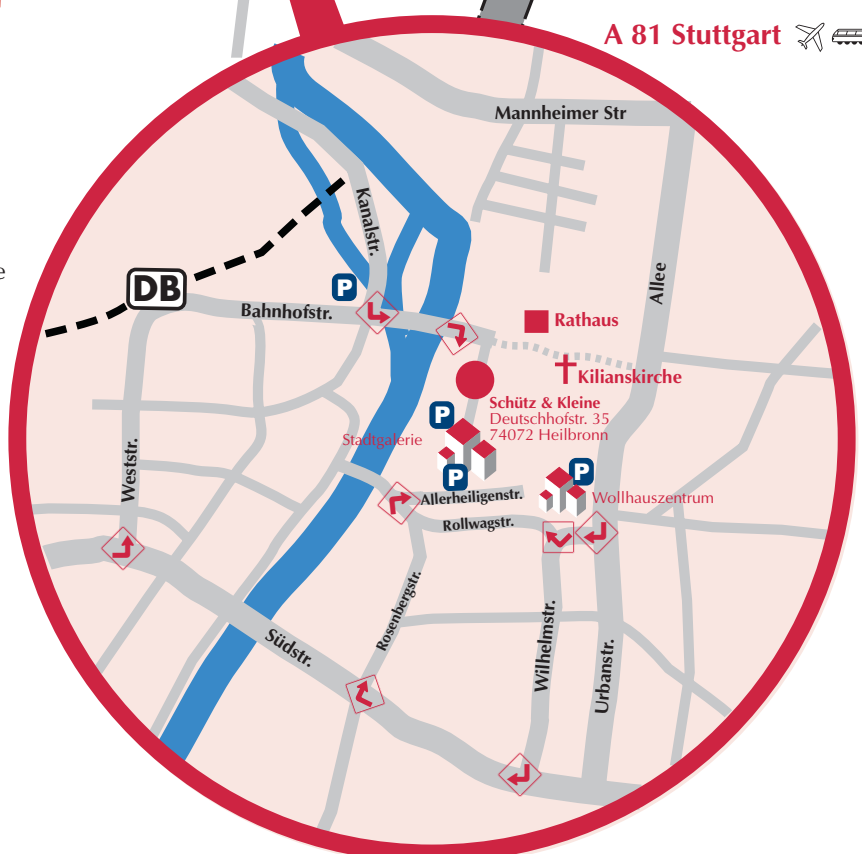 A 81 Stuttgart
Mannheimer Str
Kanalstr.
e
Allee
DB
P
Bahnhofstr.
Rathaus
Kilianskirche
Schütz & Kleine
Deutschhofstr. 35
74072 Heilbronn
P
Stadtgalerie
P
P
Weststr.
Allerheiligenstr.
Wollhauszentrum
Rollwagstr.
Rosenbergstr.
Südstr.
Wilhelmstr.
Urbanstr.